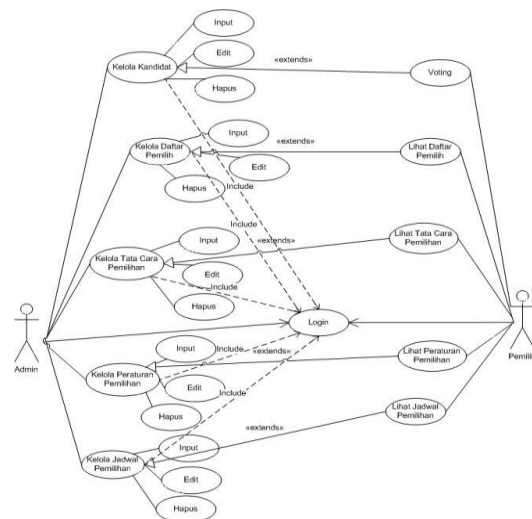 Input
Edit
Kelola Kandidat
«extends»
Voting
Hapus
Input
Kelola Daftar
Pemilih
«extends»
Edit
Lihat Daftar
Pemilih
Hapus
Include
Include
Input
Lihat Tata Cara
Pemilihan
«extends»
Kelola Tata Cara
Pemilihan
Edit
Include
Hapus
Login
Admin
Pemilih
Input
Include
«extends»
Lihat Peraturan
Pemilihan
Kelola Peraturan
Pemilihan
Edit
Include
Hapus
Lihat Jadwal
Pemilihan
«extends»
Kelola Jadwal
Pemilihan
Input
Edit
Hapus